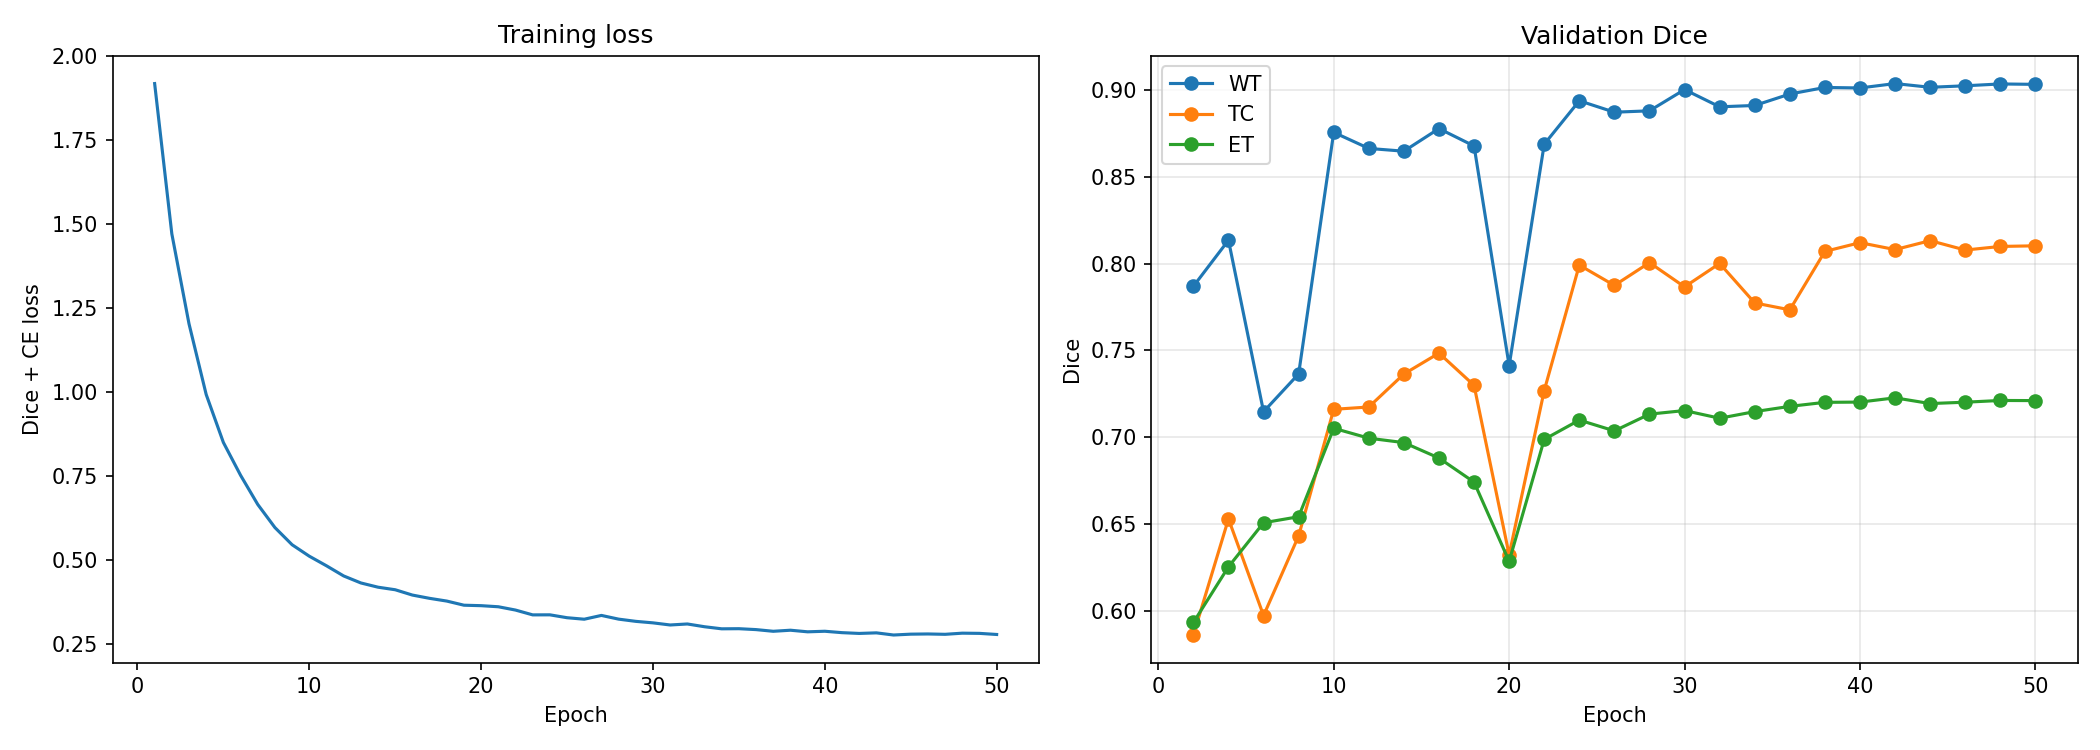 Training loss
Dice + CE loss
2.00
1.75
1.50
1.25
1.00
0.75
0.50
0.25
0 10 20 30 40 50
Epoch
Validation Dice
WT
TC
ET
Dice
0.90
0.85
0.80
0.75
0.70
0.65
0.60
0 10 20 30 40 50
Epoch